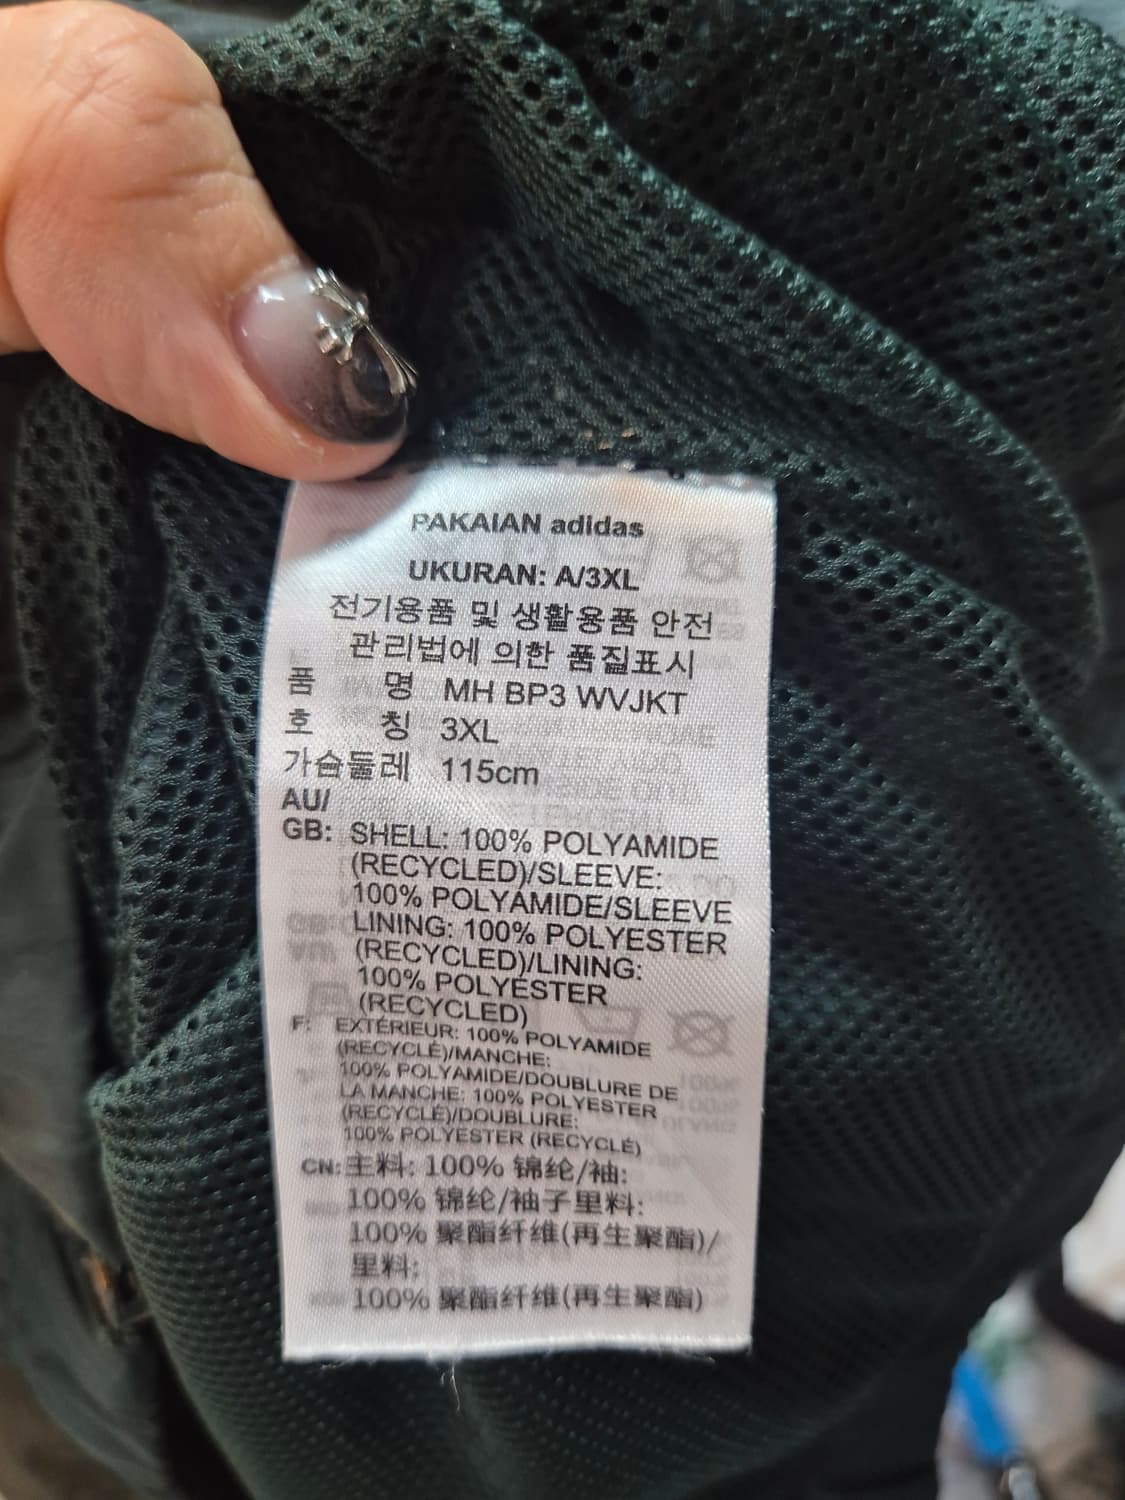 PAKAIAN adidas
UKURAN: A/3XL
전기용품 및 생활용품 안전
관리법에 의한 품질표시
품 명 MH BP3 WVJKT
호 칭 3XL
가슴둘레 115cm
AU/
GB: SHELL: 100% POLYAMIDE
(RECYCLED)/SLEEVE:
100% POLYAMIDE/SLEEVE
LINING: 100% POLYESTER
(RECYCLED)/LINING:
100% POLYESTER
(RECYCLED)
F: EXTÉRIEUR: 100% POLYAMIDE
(RECYCLÉ)/MANCHE:
100% POLYAMIDE/DOUBLURE DE
LA MANCHE: 100% POLYESTER
(RECYCLÉ)/DOUBLURE:
100% POLYESTER (RECYCLÉ)
CN: 主料: 100% 锦纶/袖:
100% 锦纶/袖子里料:
100% 聚酯纤维(再生聚酯)/
里料:
100% 聚酯纤维(再生聚酯)